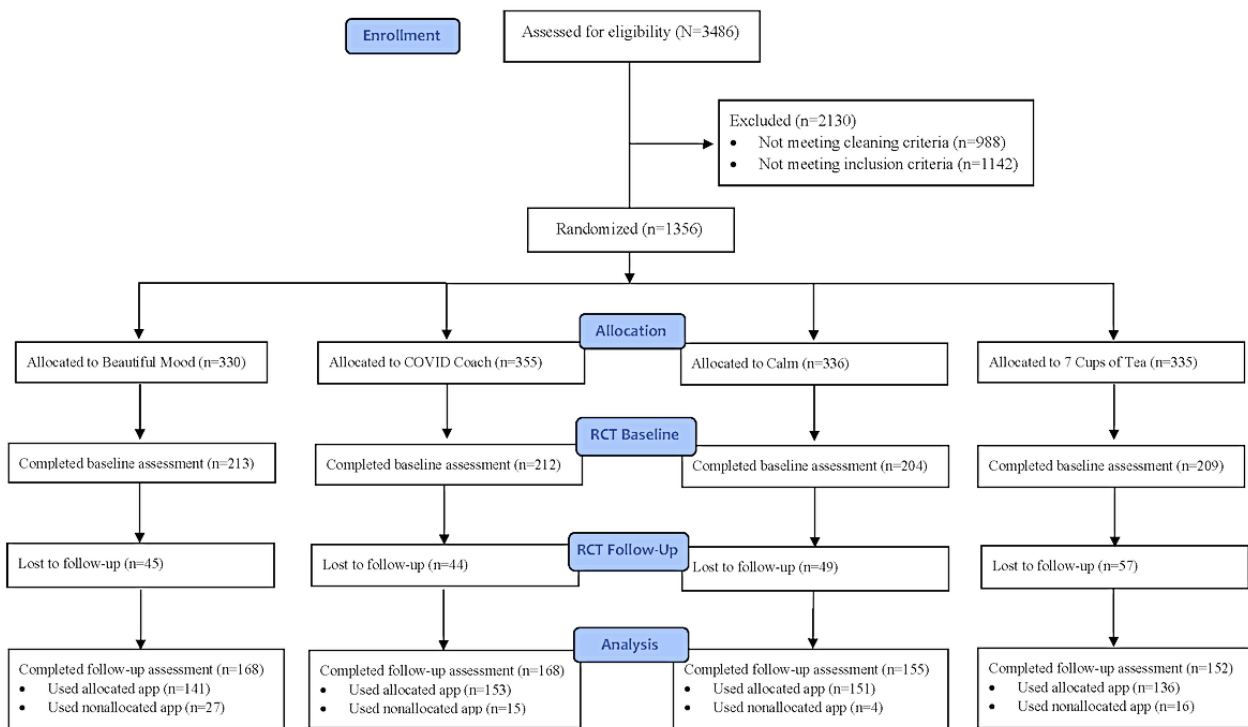 Enrollment
Assessed for eligibility (N=3486)
Excluded (n=2130)
• Not meeting cleaning criteria (n=988)
• Not meeting inclusion criteria (n=1142)
Randomized (n=1356)
Allocation
Allocated to Beautiful Mood (n=330)
Allocated to COVID Coach (n=355)
Allocated to Calm (n=336)
Allocated to 7 Cups of Tea (n=335)
RCT Baseline
Completed baseline assessment (n=213)
Completed baseline assessment (n=212)
Completed baseline assessment (n=204)
Completed baseline assessment (n=209)
RCT Follow-Up
Lost to follow-up (n=45)
Lost to follow-up (n=44)
Lost to follow-up (n=49)
Lost to follow-up (n=57)
Analysis
Completed follow-up assessment (n=168)
• Used allocated app (n=141)
• Used nonallocated app (n=27)
Completed follow-up assessment (n=168)
• Used allocated app (n=153)
• Used nonallocated app (n=15)
Completed follow-up assessment (n=155)
• Used allocated app (n=151)
• Used nonallocated app (n=4)
Completed follow-up assessment (n=152)
• Used allocated app (n=136)
• Used nonallocated app (n=16)